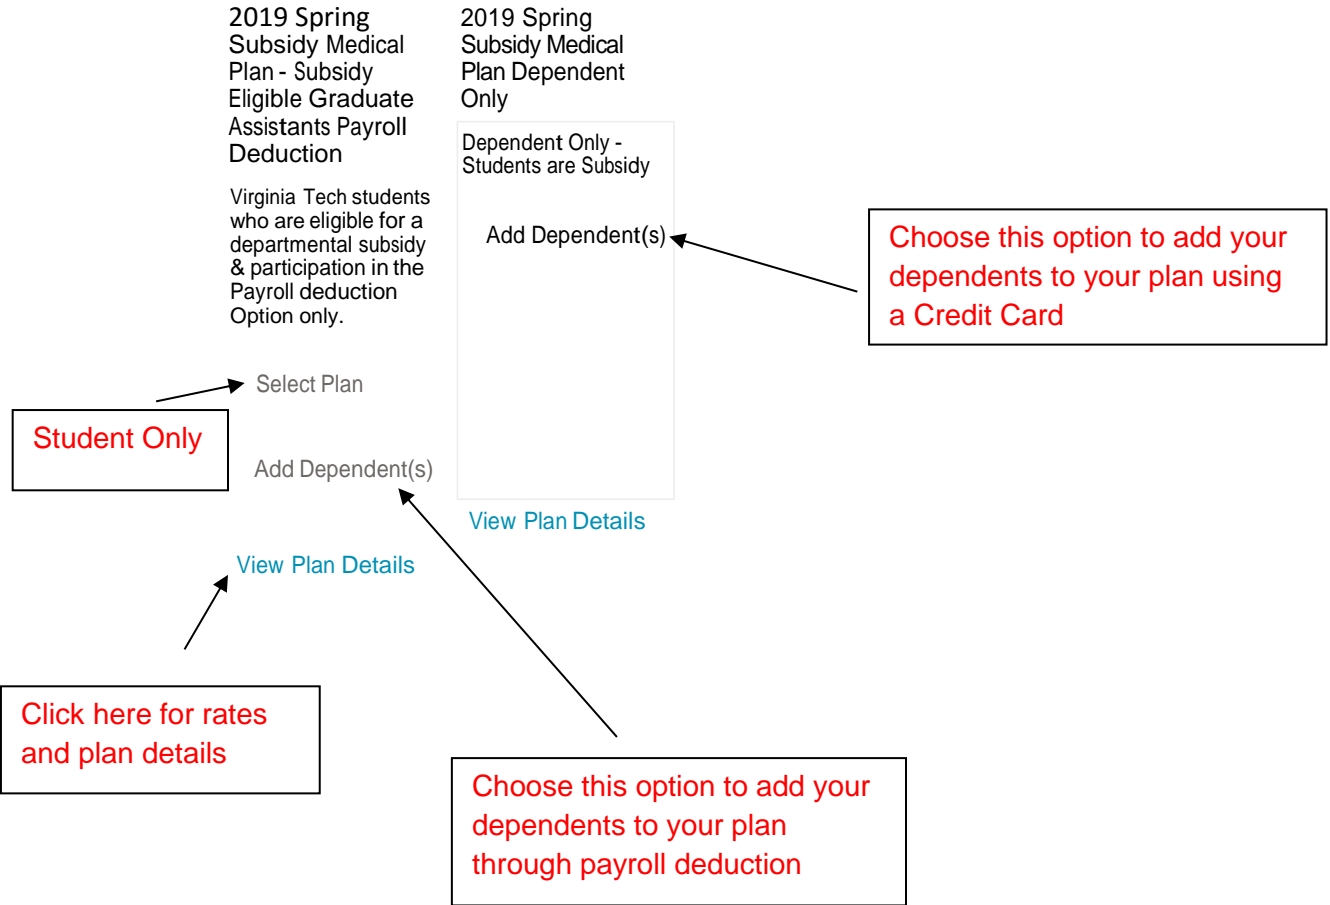 2019 Spring
Subsidy Medical
Plan - Subsidy
Eligible Graduate
Assistants Payroll
Deduction
Virginia Tech students
who are eligible for a
departmental subsidy
& participation in the
Payroll deduction
Option only.
Select Plan
Add Dependent(s)
View Plan Details
2019 Spring
Subsidy Medical
Plan Dependent
Only
Dependent Only -
Students are Subsidy
Add Dependent(s)
View Plan Details
Choose this option to add your
dependents to your plan using
a Credit Card
Student Only
Click here for rates
and plan details
Choose this option to add your
dependents to your plan
through payroll deduction